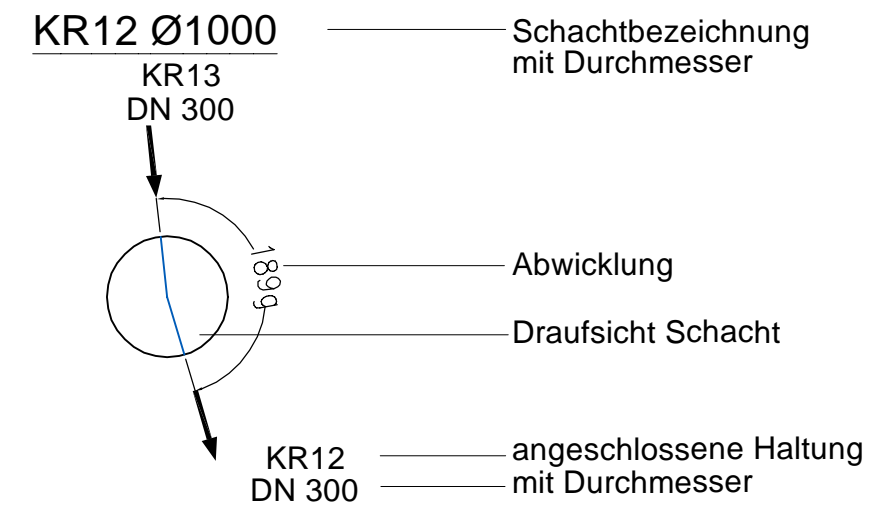 KR12 Ø1000
Schachtbezeichnung
mit Durchmesser
KR13
DN 300
189g
Abwicklung
Draufsicht Schacht
KR12
DN 300
angeschlossene Haltung
mit Durchmesser